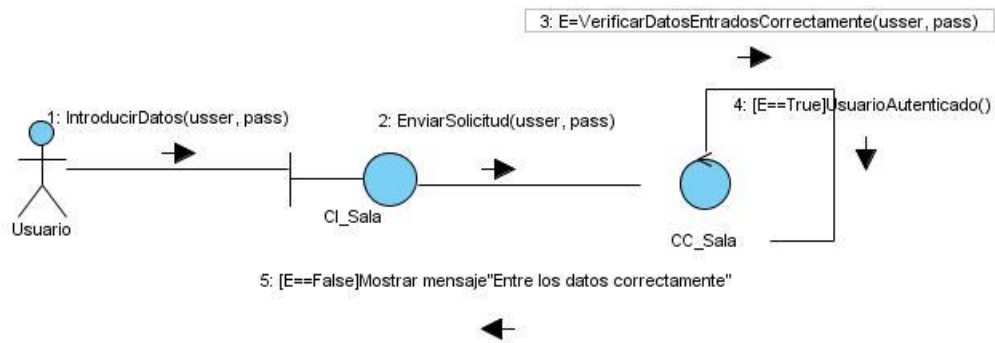 3: E=VerificarDatosEntradosCorrectamente(usser, pass)
1: IntroducirDatos(usser, pass)
2: EnviarSolicitud(usser, pass)
4: [E==True]UsuarioAutenticado()
Usuario
CI_Sala
CC_Sala
5: [E==False]Mostrar mensaje"Entre los datos correctamente"